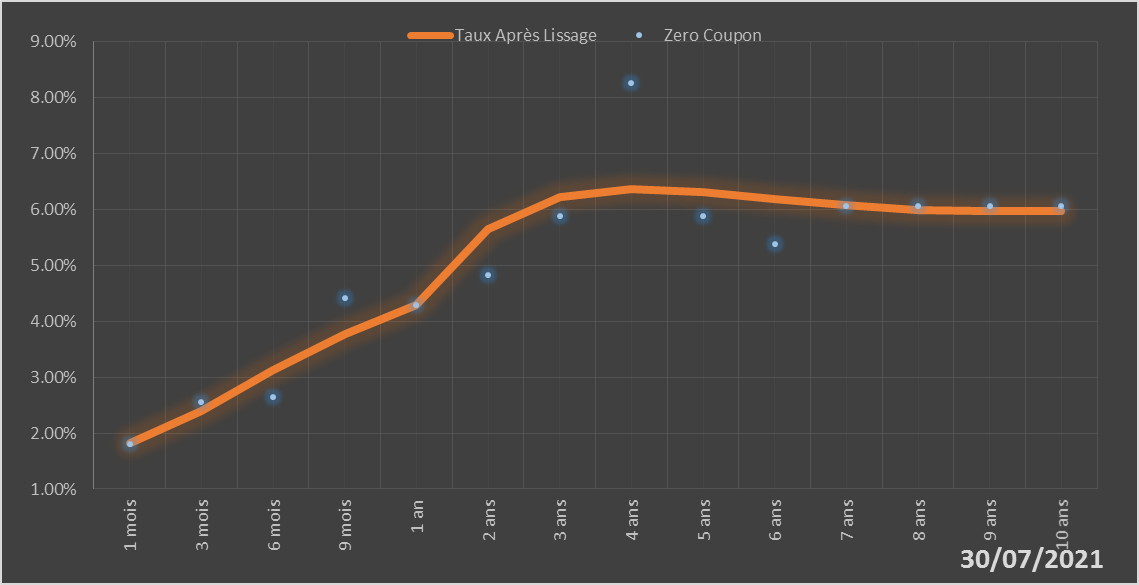 Taux Après Lissage Zero Coupon
9.00%
8.00%
7.00%
6.00%
5.00%
4.00%
3.00%
2.00%
1.00%
1 mois
3 mois
6 mois
9 mois
1 an
2 ans
3 ans
4 ans
5 ans
6 ans
7 ans
8 ans
9 ans
10 ans
30/07/2021